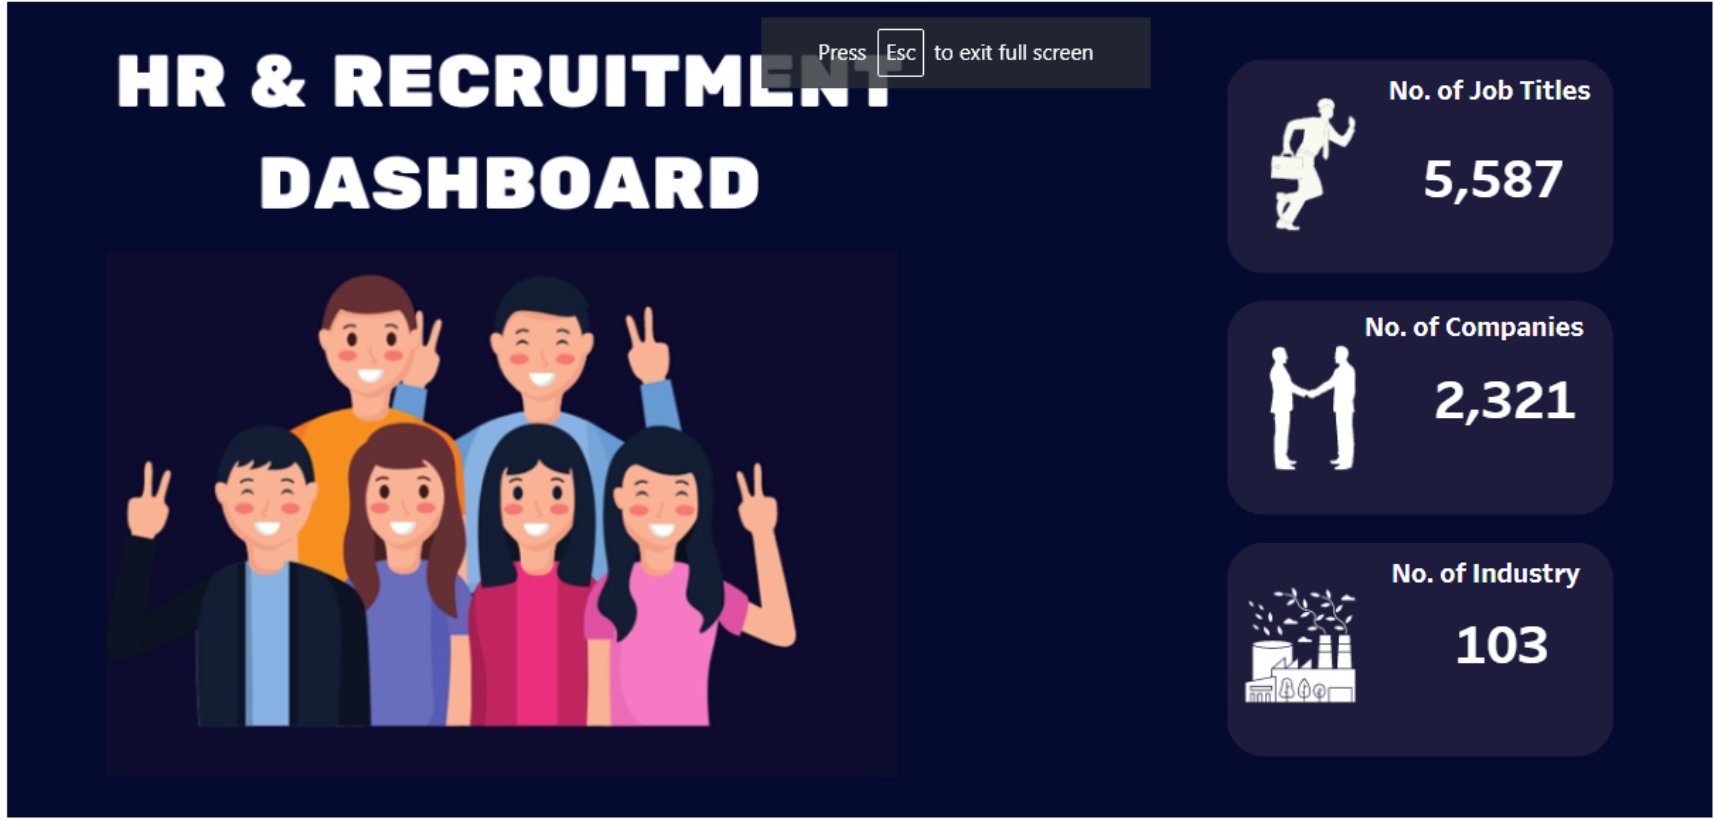 HR & RECRUITMENT
DASHBOARD
Press Esc to exit full screen
No. of Job Titles
5,587
No. of Companies
2,321
No. of Industry
103